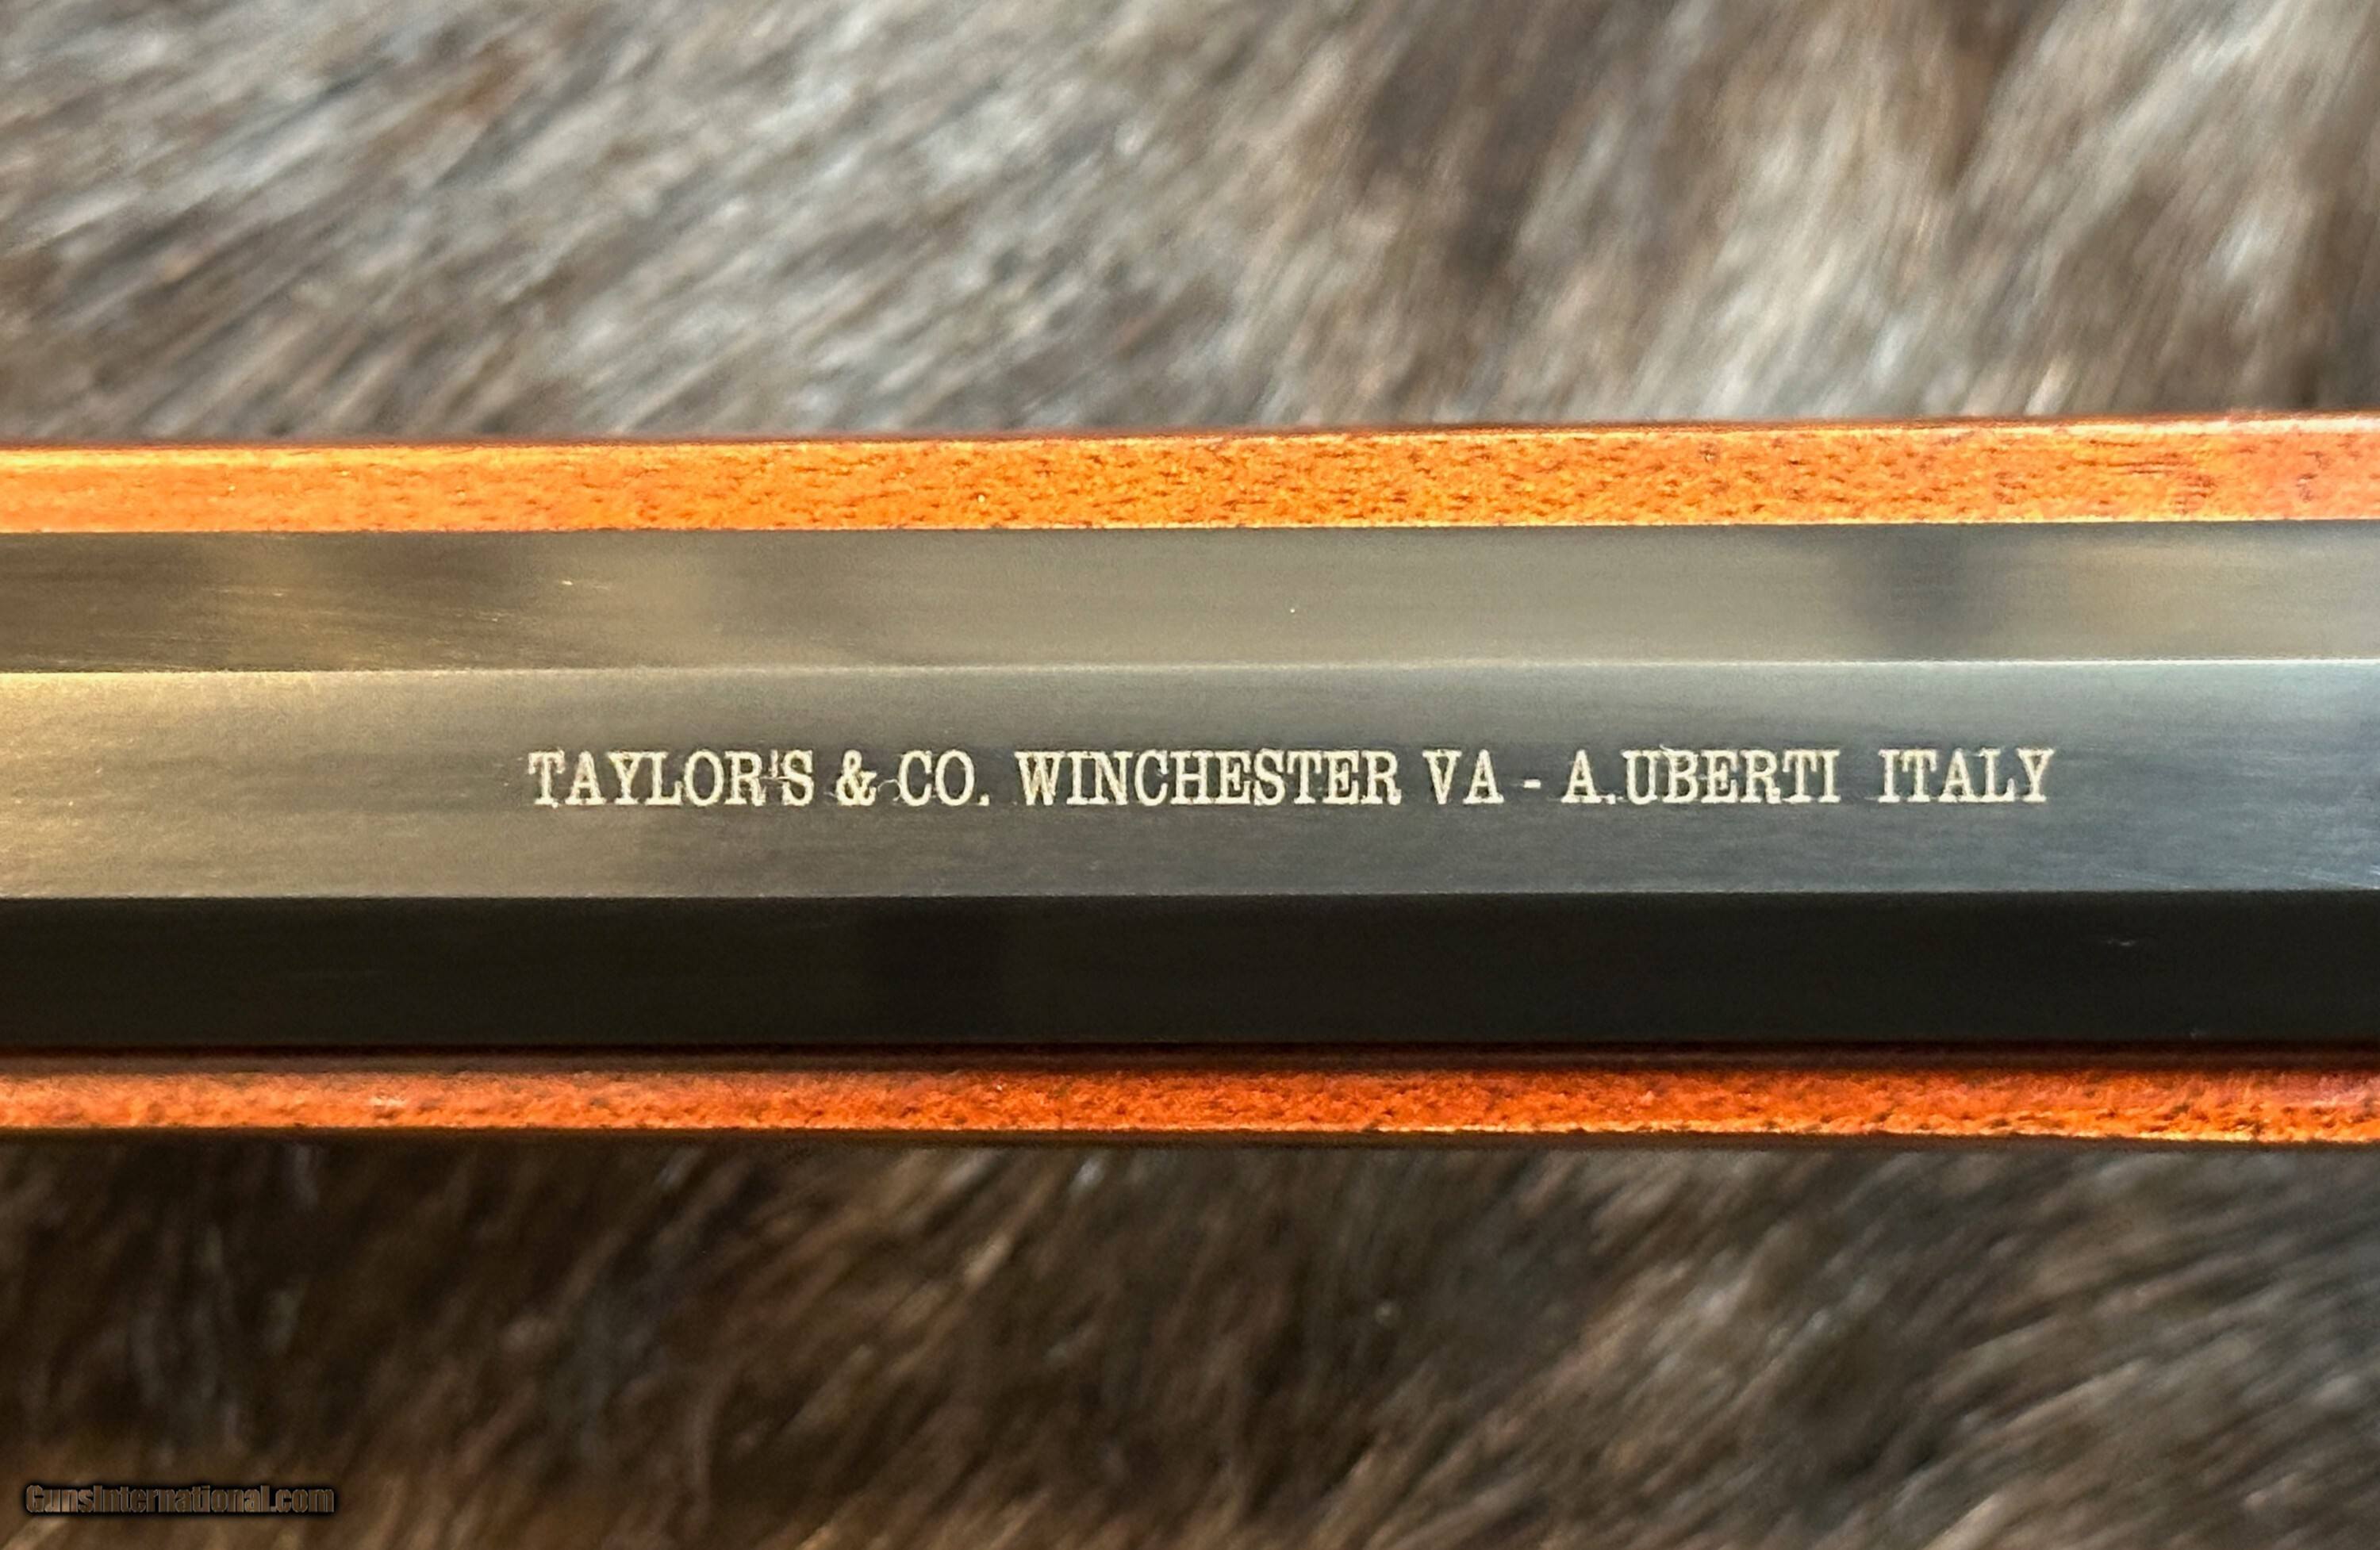 TAYLOR'S & CO. WINCHESTER VA - A.UBERTI ITALY
GunsInternational.com